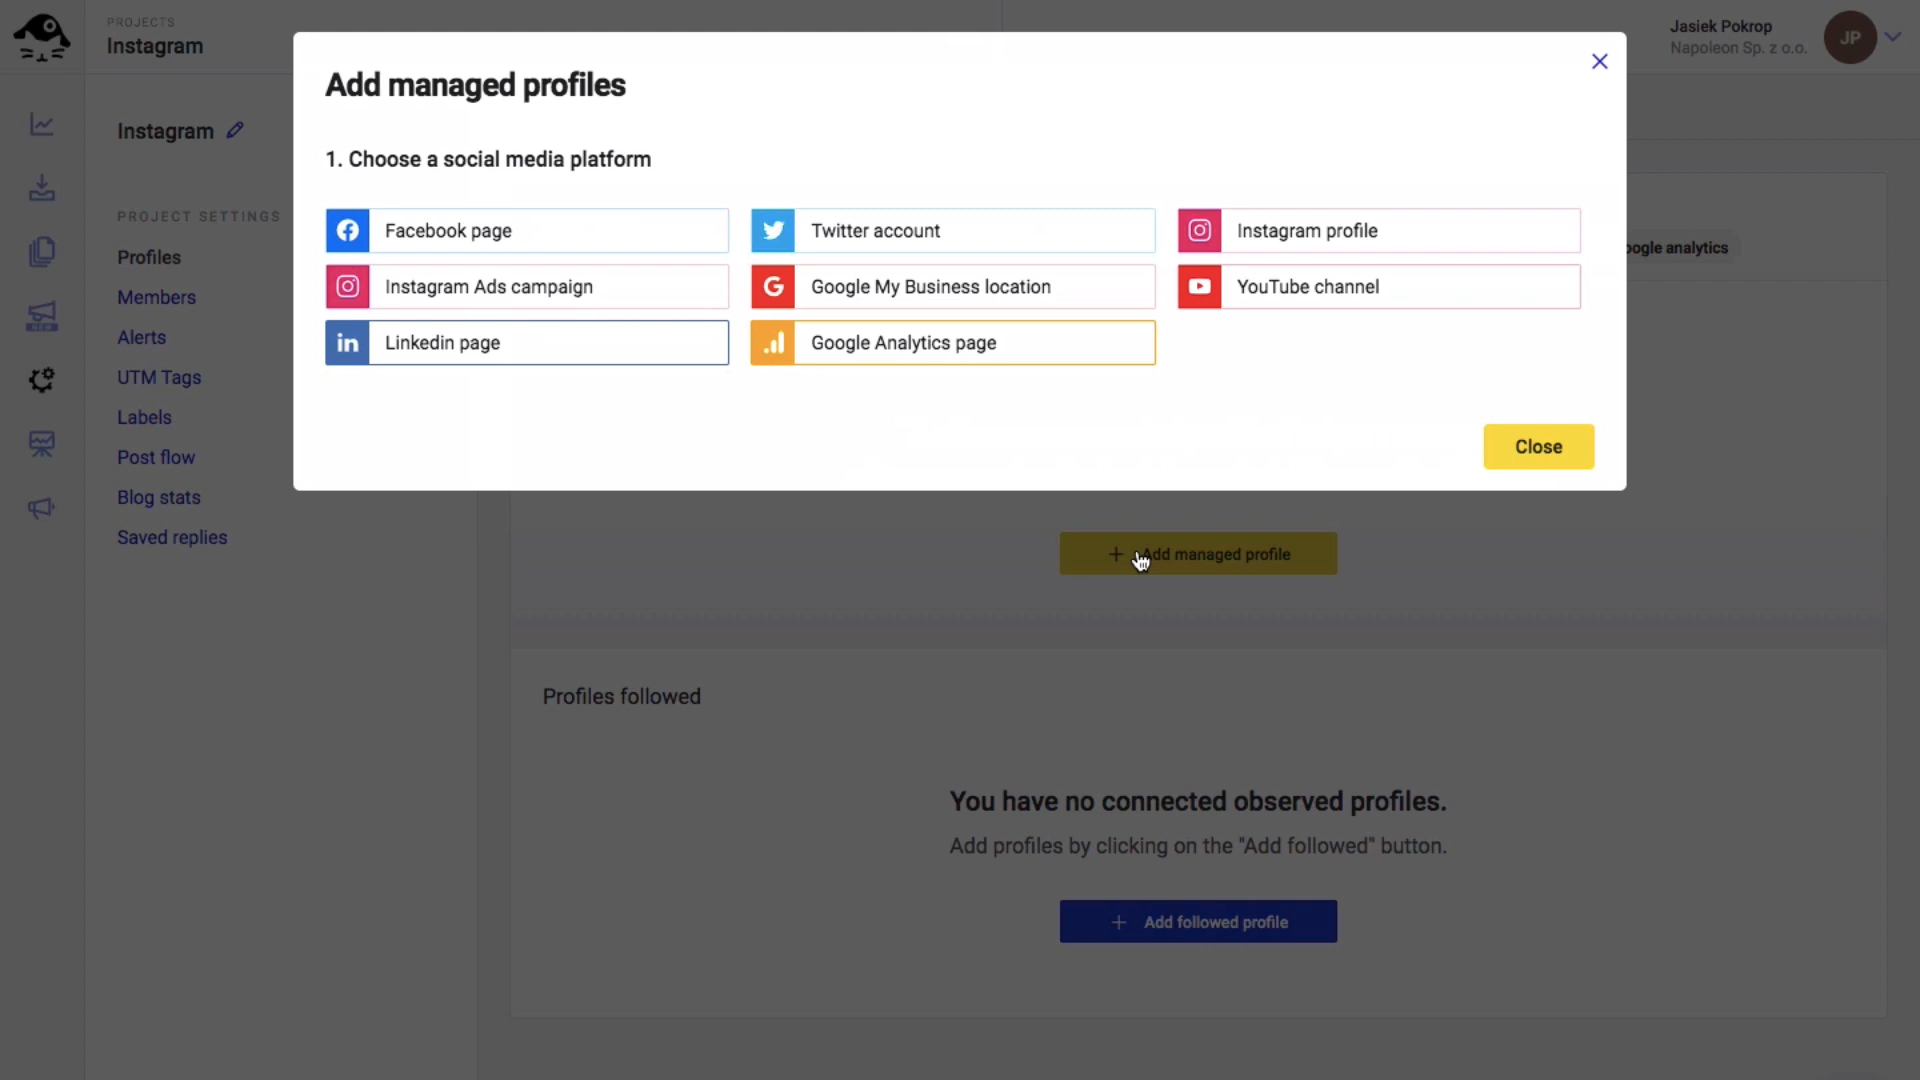 PROJECTS
Instagram
Jasiek Pokrop
Napoleon Sp. z o.o.
JP
Add managed profiles
1. Choose a social media platform
Facebook page
Twitter account
Instagram profile
Instagram Ads campaign
Google My Business location
YouTube channel
Linkedin page
Google Analytics page
Close
Instagram
PROJECT SETTINGS
Profiles
Members
Alerts
UTM Tags
Labels
Post flow
Blog stats
Saved replies
NEW
oogle analytics
+ Add managed profile
Profiles followed
You have no connected observed profiles.
Add profiles by clicking on the "Add followed" button.
+ Add followed profile